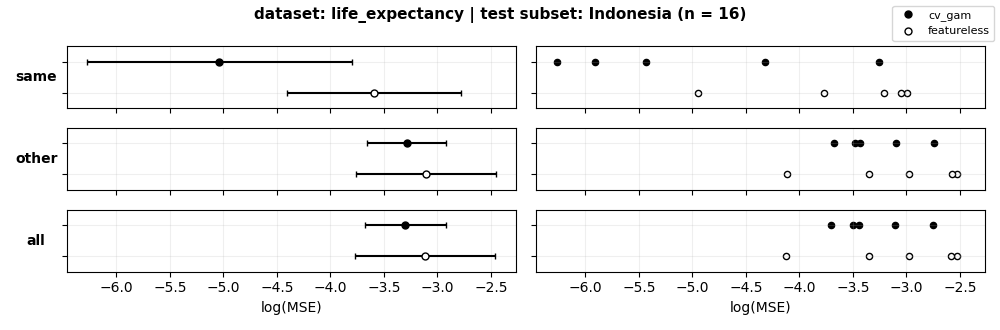 dataset: life_expectancy | test subset: Indonesia (n = 16)
cv_gam
featureless
same
other
all
−6.0 −5.5 −5.0 −4.5 −4.0 −3.5 −3.0 −2.5
−6.0 −5.5 −5.0 −4.5 −4.0 −3.5 −3.0 −2.5
log(MSE)
log(MSE)